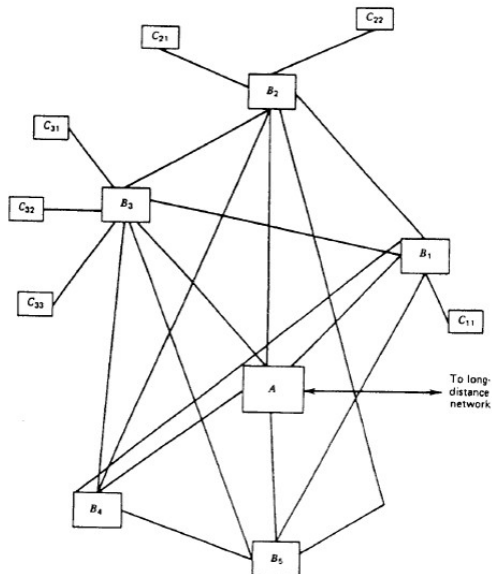 C₂₂
C₂₁
B₂
C₃₁
C₃₂
B₃
B₁
C₃₃
C₁₁
A
To long-
distance
network
B₄
B₅